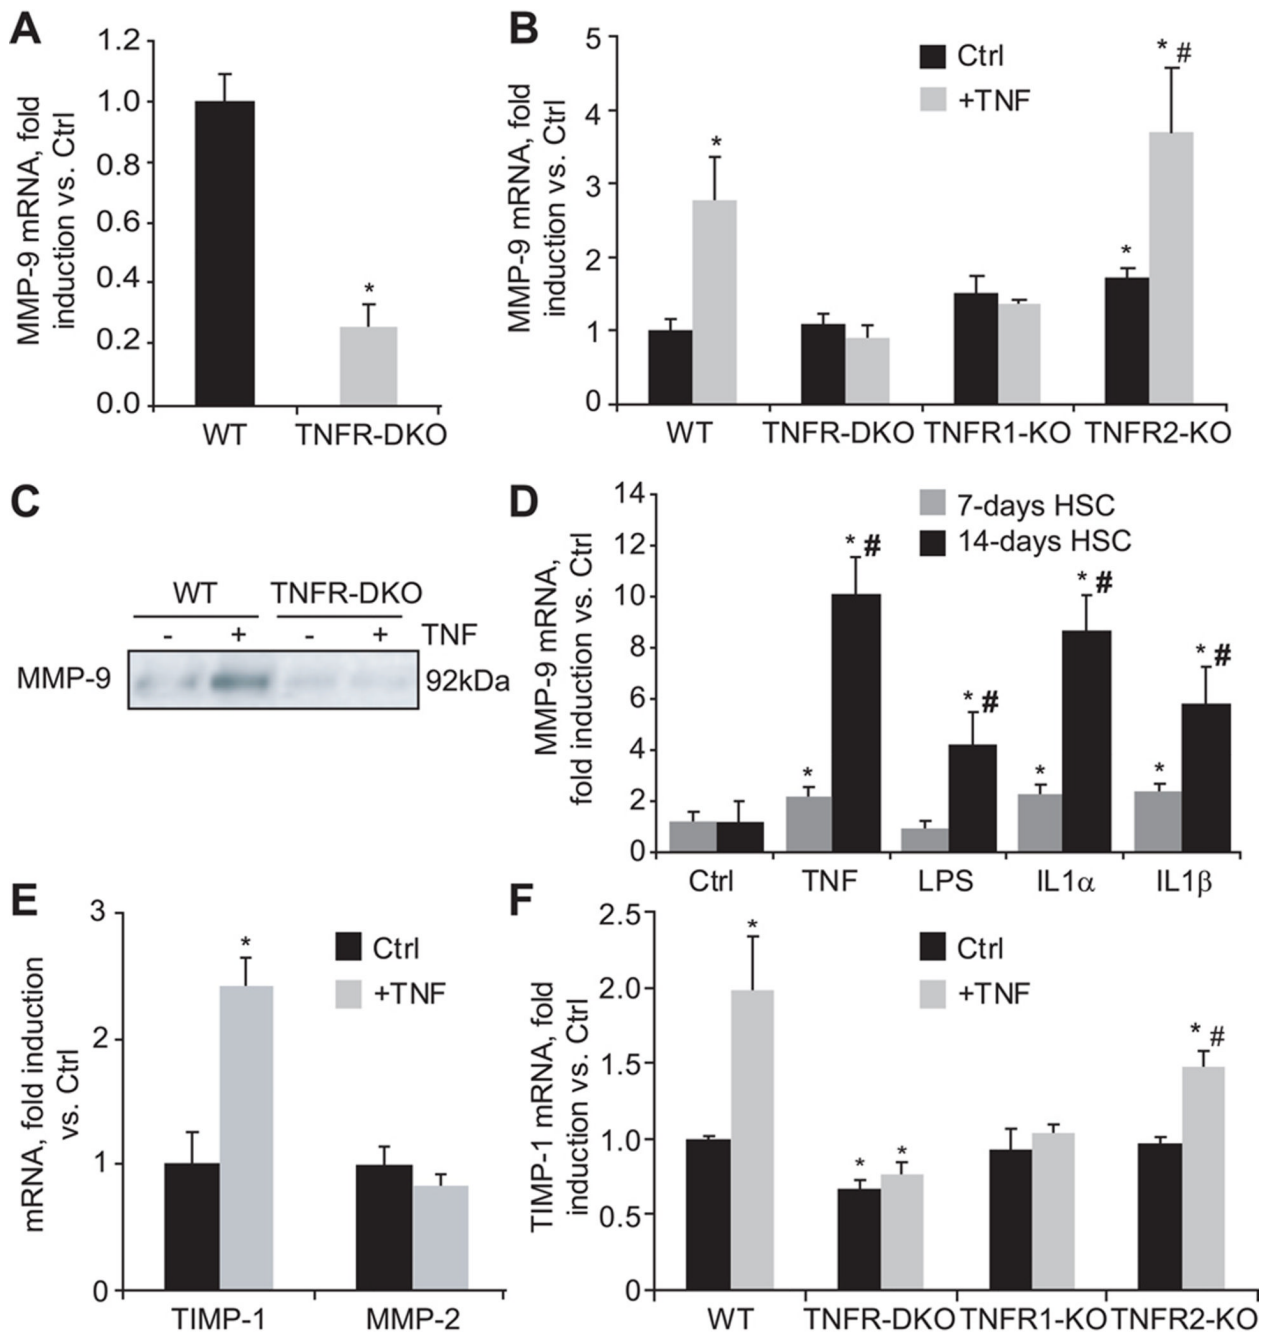 A
MMP-9 mRNA, fold
induction vs. Ctrl
1.2
1.0
0.8
0.6
0.4
0.2
0.0
*
WT TNFR-DKO
B
MMP-9 mRNA, fold
induction vs. Ctrl
5
4
3
2
1
0
Ctrl
+TNF
*
*
* #
WT TNFR-DKO TNFR1-KO TNFR2-KO
C
WT TNFR-DKO
- + - + TNF
MMP-9 92kDa
D
MMP-9 mRNA,
fold induction vs. Ctrl
14
12
10
8
6
4
2
0
7-days HSC
14-days HSC
*
* #
* #
*
* #
*
* #
Ctrl TNF LPS IL1α IL1β
E
mRNA, fold induction
vs. Ctrl
3
2
1
0
Ctrl
+TNF
*
TIMP-1 MMP-2
F
TIMP-1 mRNA, fold
induction vs. Ctrl
2.5
2.0
1.5
1.0
0.5
0
Ctrl
+TNF
*
*
*
* #
WT TNFR-DKO TNFR1-KO TNFR2-KO